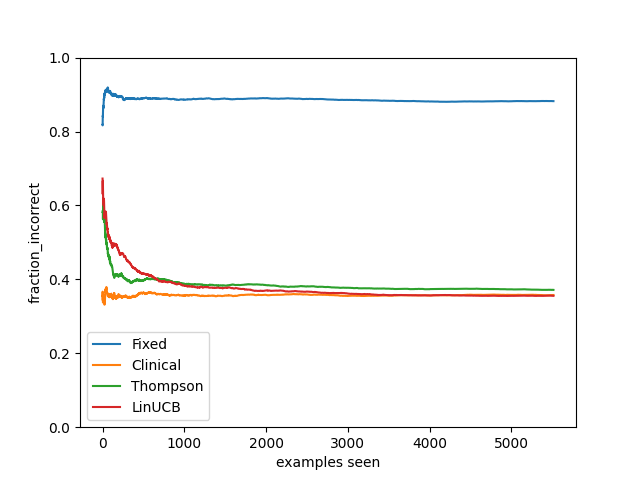 1.0
0.8
0.6
0.4
0.2
0.0
fraction_incorrect
Fixed
Clinical
Thompson
LinUCB
0 1000 2000 3000 4000 5000
examples seen